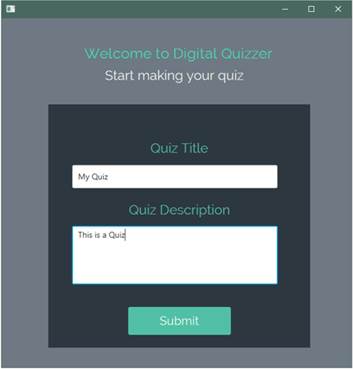 Welcome to Digital Quizzer
Start making your quiz
Quiz Title
My Quiz
Quiz Description
This is a Quiz
Submit